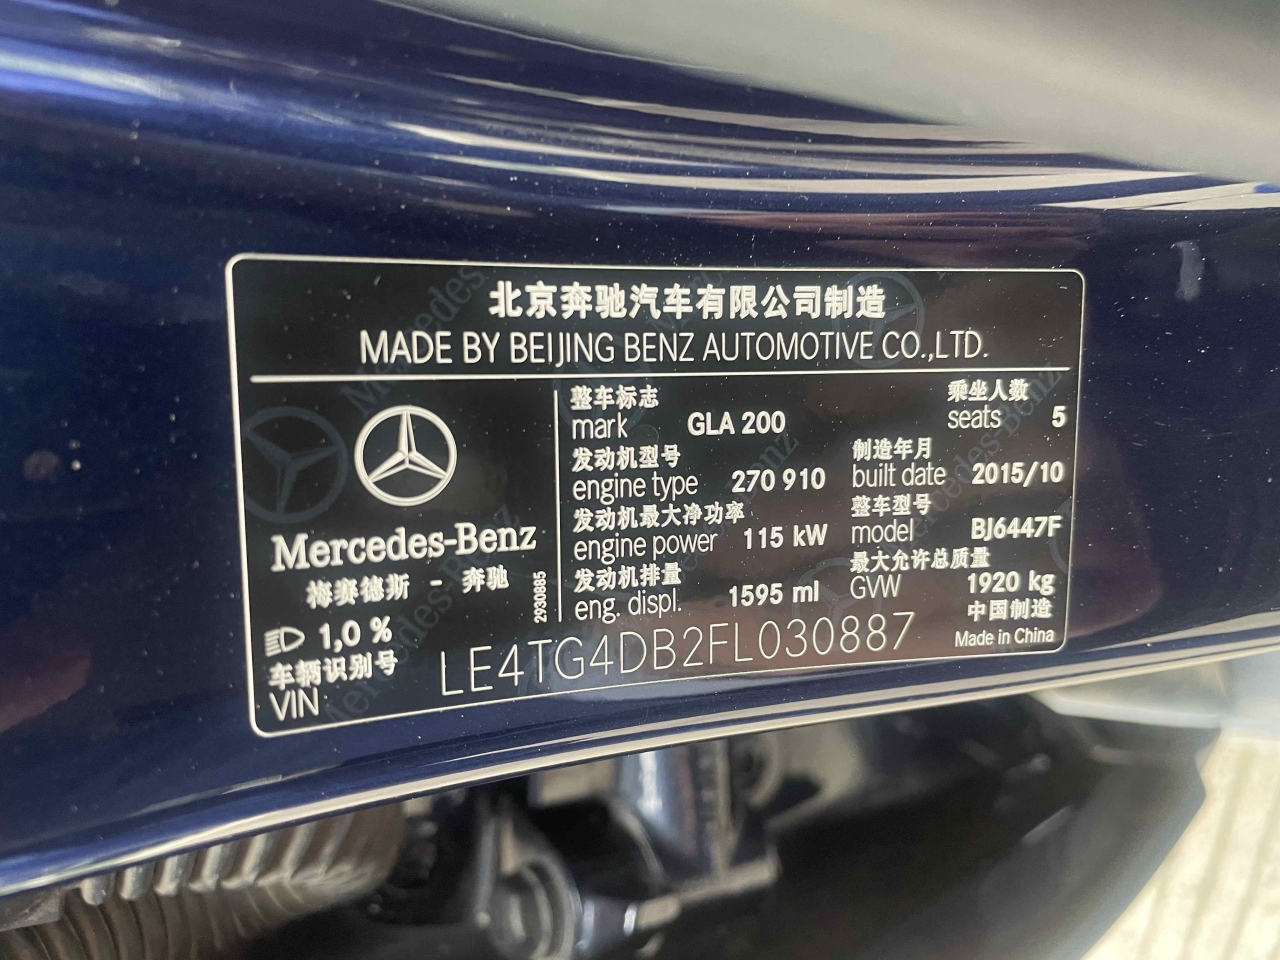 北京奔驰汽车有限公司制造
MADE BY BEIJING BENZ AUTOMOTIVE CO.,LTD.
Mercedes-Benz
梅赛德斯 - 奔驰
2930885
1,0 %
整车标志
mark GLA 200
乘坐人数
seats 5
发动机型号
engine type 270 910
制造年月
built date 2015/10
发动机最大净功率
engine power 115 kW
整车型号
model BJ6447F
发动机排量
eng. displ. 1595 ml
最大允许总质量
GVW 1920 kg
中国制造
Made in China
车辆识别号
VIN LE4TG4DB2FL030887